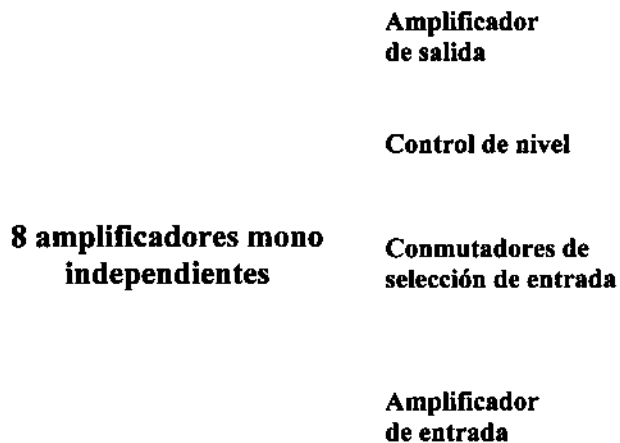 Amplificador
de salida
Control de nivel
8 amplificadores mono
independientes
Conmutadores de
selección de entrada
Amplificador
de entrada